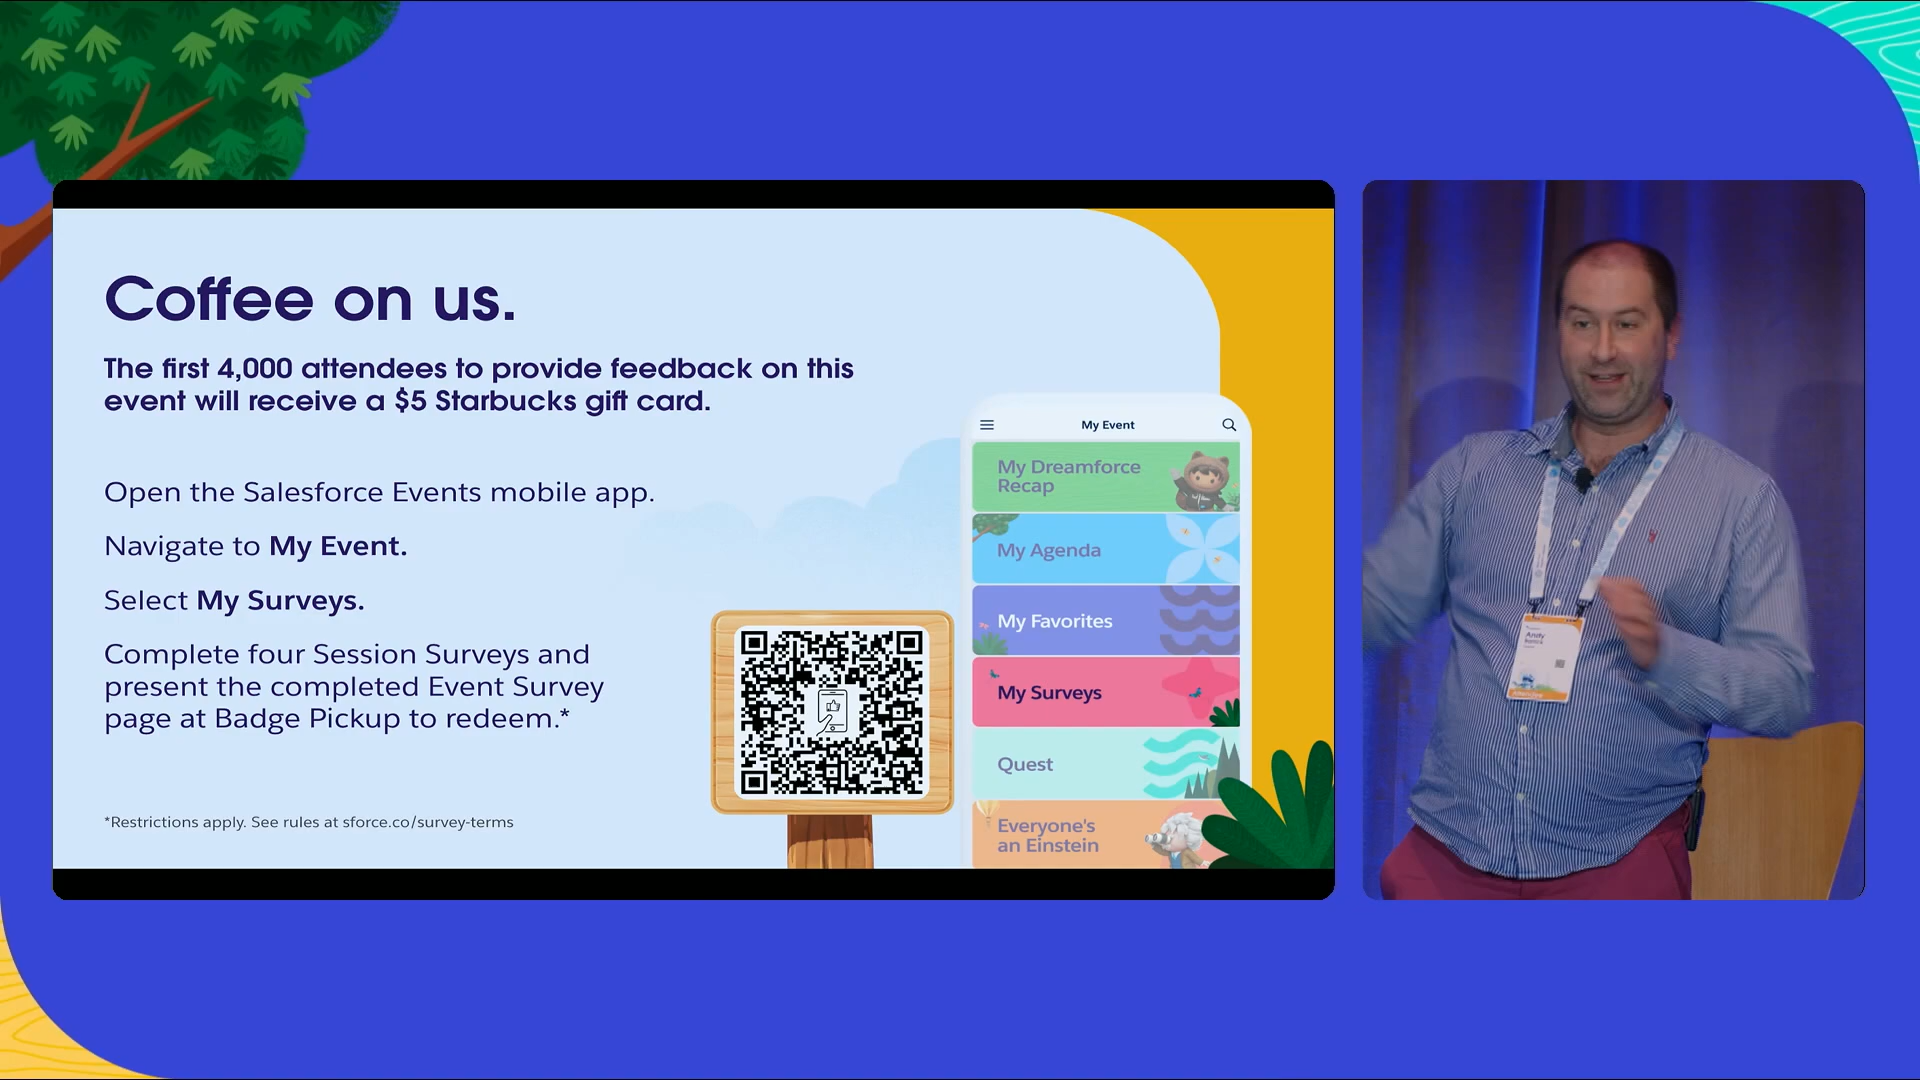 Coffee on us.
The first 4,000 attendees to provide feedback on this
event will receive a $5 Starbucks gift card.
Open the Salesforce Events mobile app.
Navigate to My Event.
Select My Surveys.
Complete four Session Surveys and
present the completed Event Survey
page at Badge Pickup to redeem.*
*Restrictions apply. See rules at sforce.co/survey-terms
My Event
My Dreamforce
Recap
My Agenda
My Favorites
My Surveys
Quest
Everyone's
an Einstein
Andy